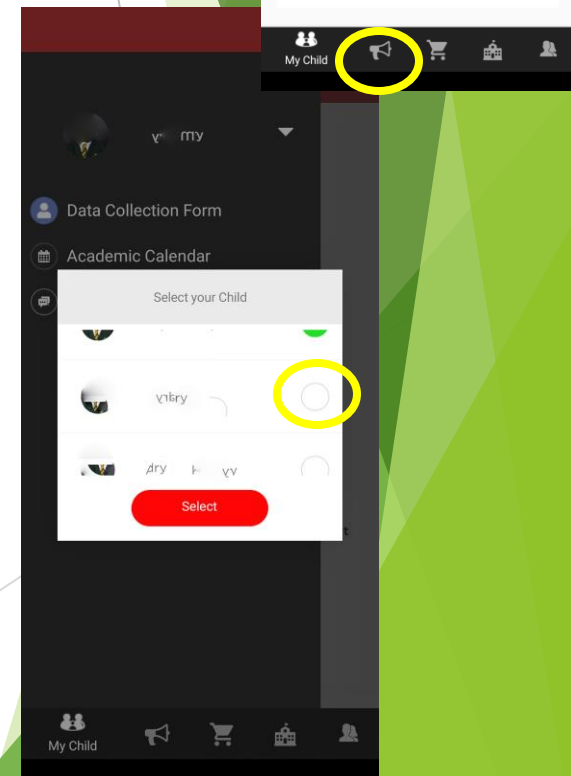 My Child
Data Collection Form
Academic Calendar
Select your Child
Select
My Child